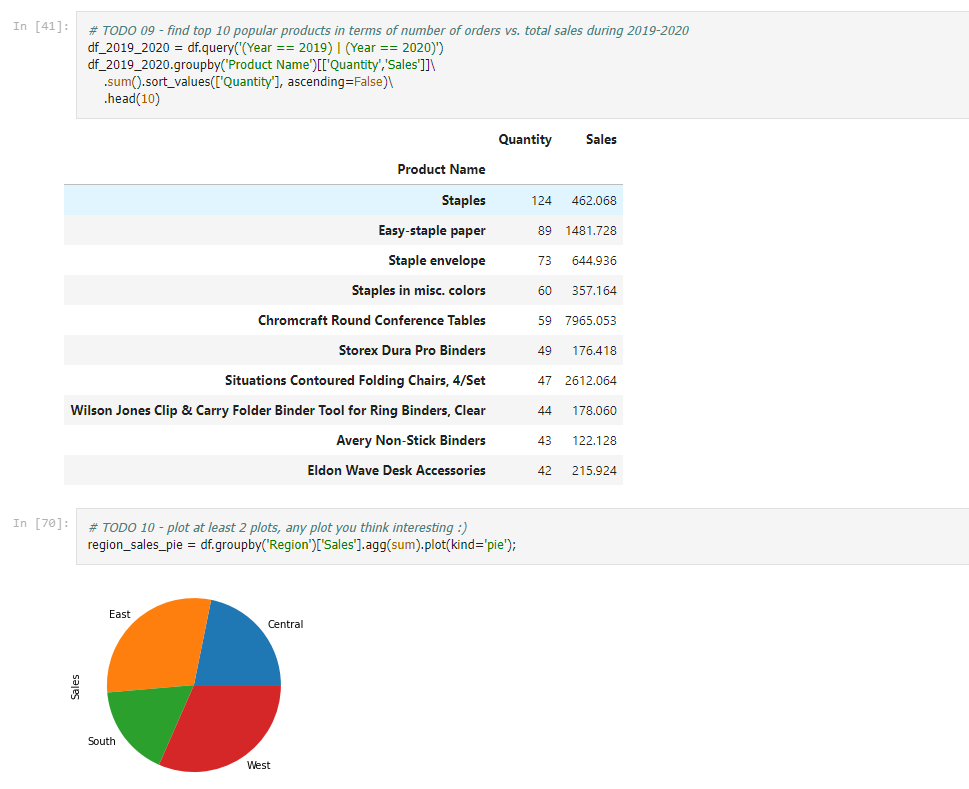 In [41]:
# TODO 09 - find top 10 popular products in terms of number of orders vs. total sales during 2019-2020
df_2019_2020 = df.query('(Year == 2019) | (Year == 2020)')
df_2019_2020.groupby('Product Name')[['Quantity','Sales']]\
.sum().sort_values(['Quantity'], ascending=False)\
.head(10)
Quantity Sales
Product Name
Staples 124 462.068
Easy-staple paper 89 1481.728
Staple envelope 73 644.936
Staples in misc. colors 60 357.164
Chromcraft Round Conference Tables 59 7965.053
Storex Dura Pro Binders 49 176.418
Situations Contoured Folding Chairs, 4/Set 47 2612.064
Wilson Jones Clip & Carry Folder Binder Tool for Ring Binders, Clear 44 178.060
Avery Non-Stick Binders 43 122.128
Eldon Wave Desk Accessories 42 215.924
In [70]:
# TODO 10 - plot at least 2 plots, any plot you think interesting :)
region_sales_pie = df.groupby('Region')['Sales'].agg(sum).plot(kind='pie');
East
Central
Sales
South
West